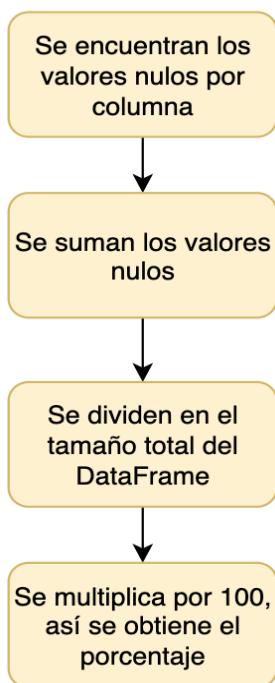 Se encuentran los
valores nulos por
columna
Se suman los valores
nulos
Se dividen en el
tamaño total del
DataFrame
Se multiplica por 100,
así se obtiene el
porcentaje